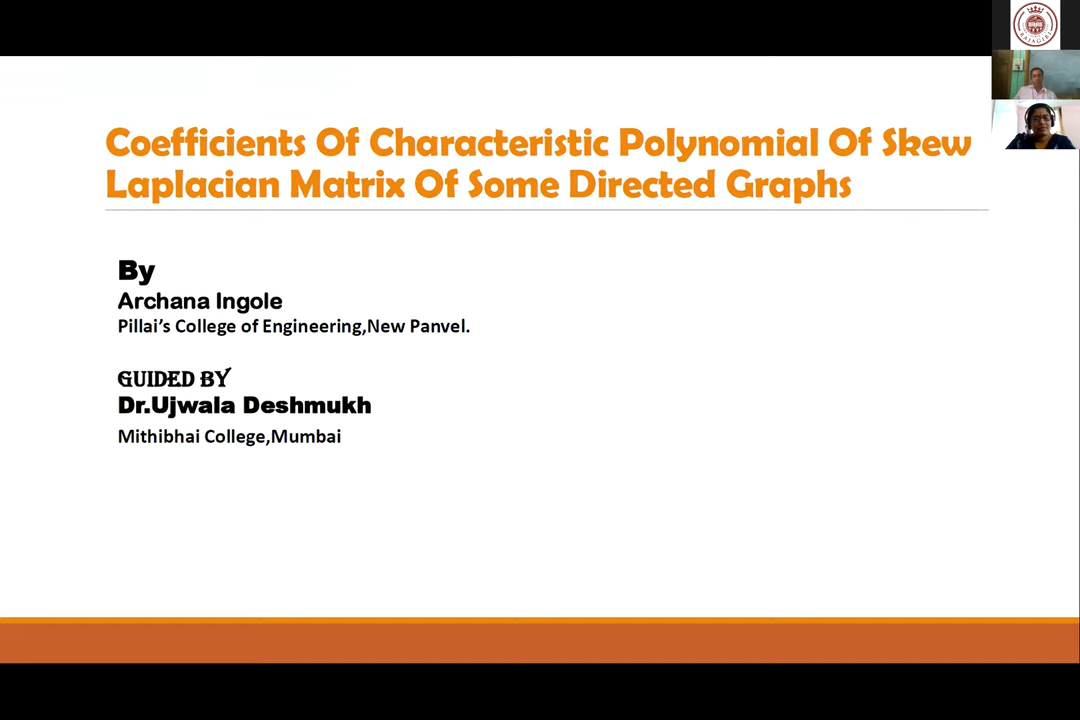 Coefficients Of Characteristic Polynomial Of Skew
Laplacian Matrix Of Some Directed Graphs
By
Archana Ingole
Pillai's College of Engineering,New Panvel.
GUIDED BY
Dr.Ujwala Deshmukh
Mithibhai College,Mumbai
RAJAGIRI